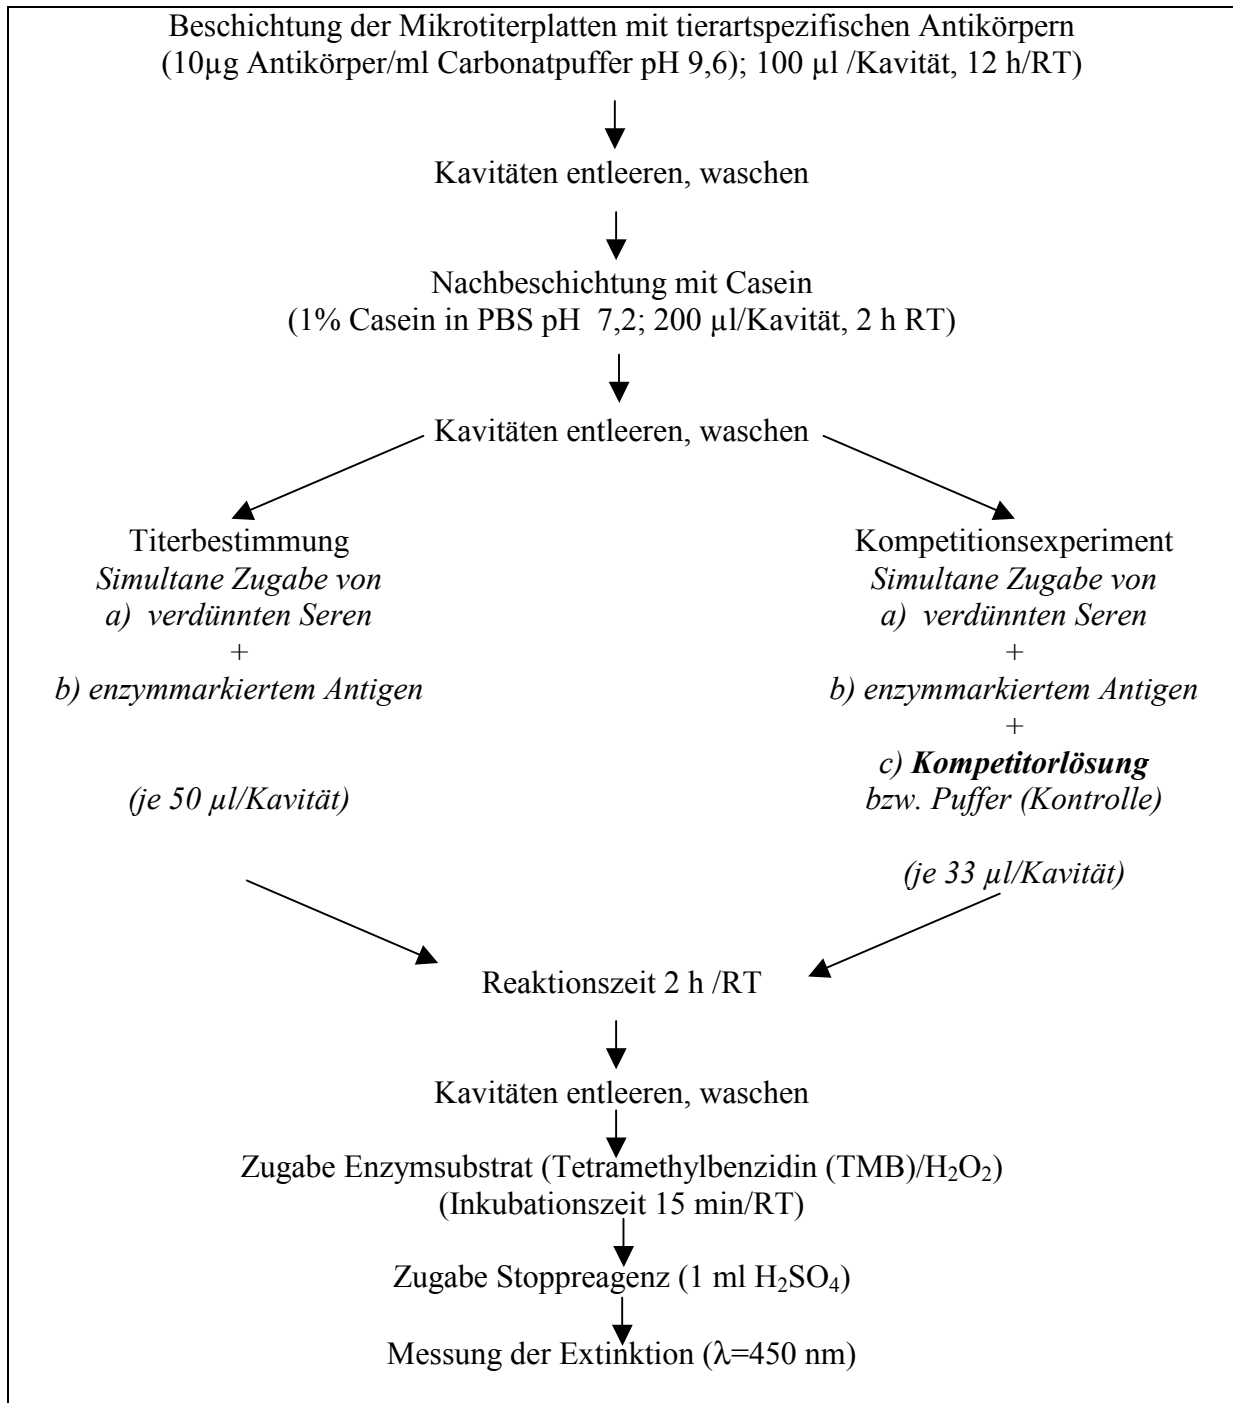 Beschichtung der Mikrotiterplatten mit tierartspezifischen Antikörpern
(10µg Antikörper/ml Carbonatpuffer pH 9,6); 100 µl /Kavität, 12 h/RT)
Kavitäten entleeren, waschen
Nachbeschichtung mit Casein
(1% Casein in PBS pH 7,2; 200 µl/Kavität, 2 h RT)
Kavitäten entleeren, waschen
Titerbestimmung
Simultane Zugabe von
a) verdünnten Seren
+
b) enzymmarkiertem Antigen
(je 50 µl/Kavität)
Kompetitionsexperiment
Simultane Zugabe von
a) verdünnten Seren
+
b) enzymmarkiertem Antigen
+
c) Kompetitorlösung
bzw. Puffer (Kontrolle)
(je 33 µl/Kavität)
Reaktionszeit 2 h /RT
Kavitäten entleeren, waschen
Zugabe Enzymsubstrat (Tetramethylbenzidin (TMB)/H₂O₂)
(Inkubationszeit 15 min/RT)
Zugabe Stoppreagenz (1 ml H₂SO₄)
Messung der Extinktion (λ=450 nm)